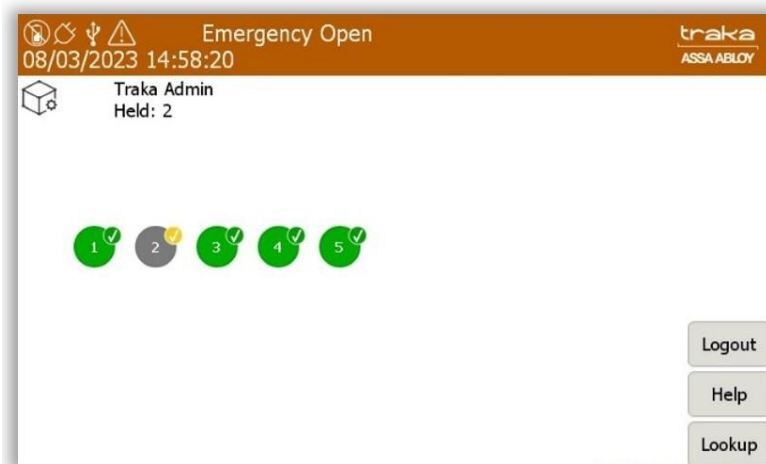 Emergency Open
08/03/2023 14:58:20
traka
ASSA ABLOY
Traka Admin
Held: 2
1 2 3 4 5
Logout
Help
Lookup